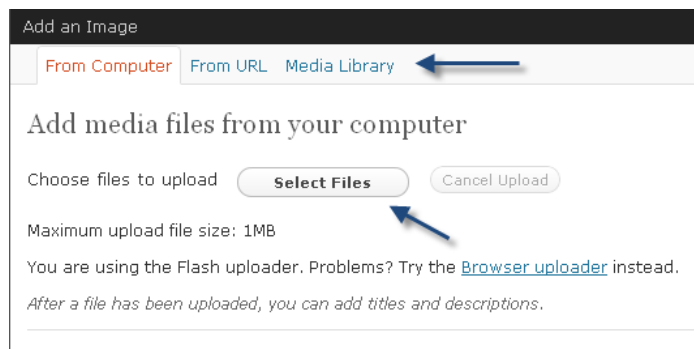 Add an Image
From Computer From URL Media Library
Add media files from your computer
Choose files to upload Select Files Cancel Upload
Maximum upload file size: 1MB
You are using the Flash uploader. Problems? Try the Browser uploader instead.
After a file has been uploaded, you can add titles and descriptions.